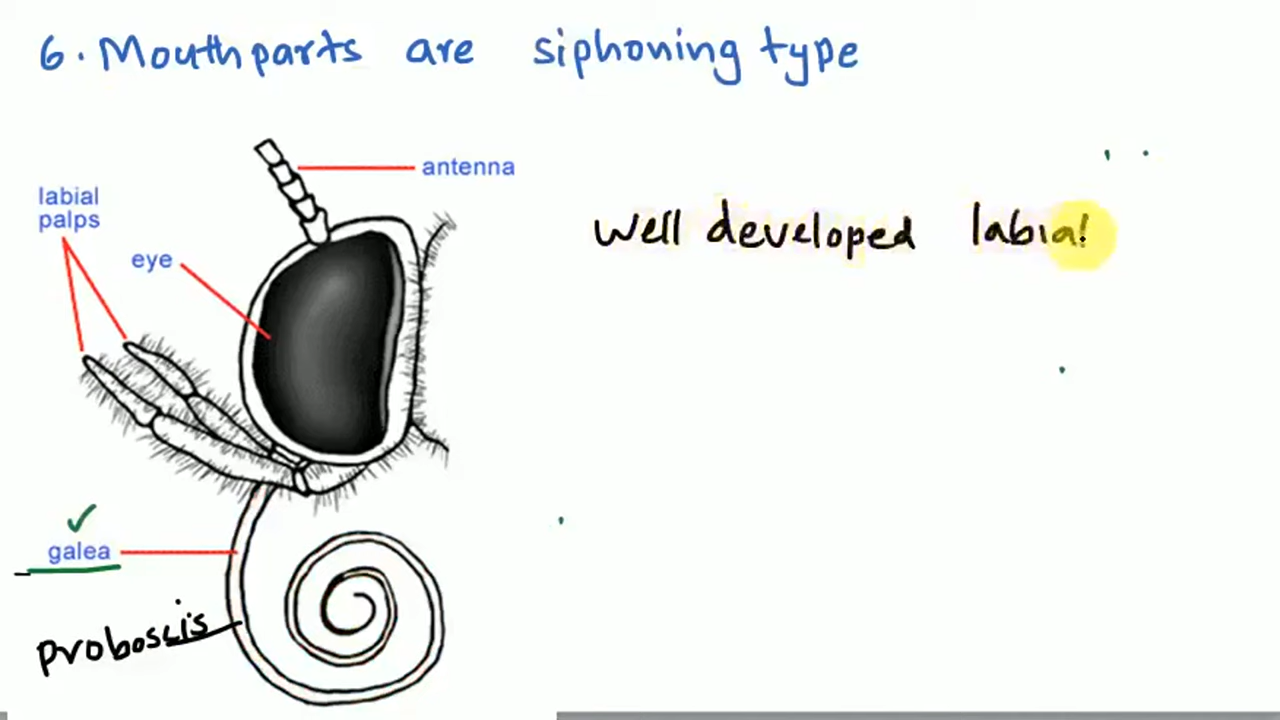 6. Mouthparts are siphoning type
antenna
labial
palps
eye
well developed labial
galea
proboscis